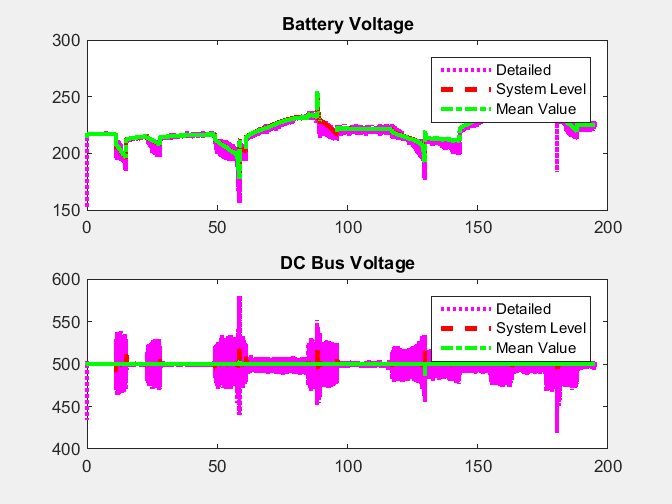 Battery Voltage
300
250
200
150
Detailed
System Level
Mean Value
0
50
100
150
200
DC Bus Voltage
600
550
500
450
400
Detailed
System Level
Mean Value
0
50
100
150
200